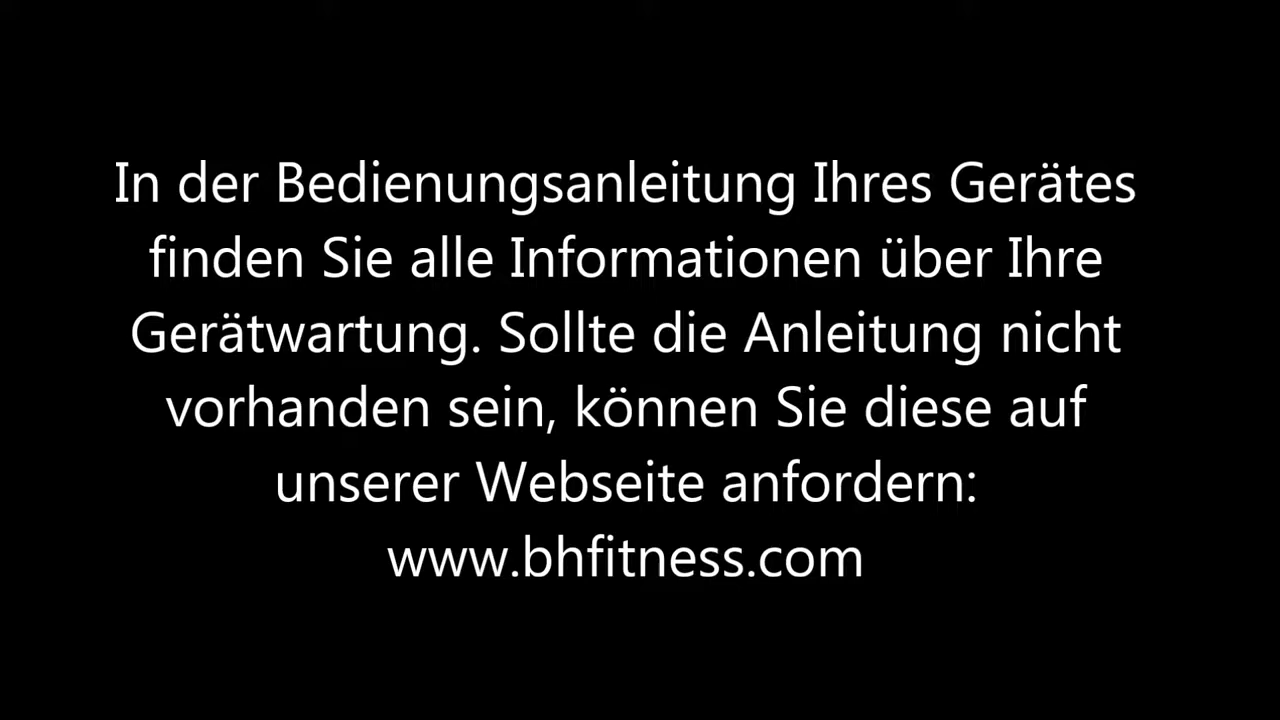 In der Bedienungsanleitung Ihres Gerätes
finden Sie alle Informationen über Ihre
Gerätwartung. Sollte die Anleitung nicht
vorhanden sein, können Sie diese auf
unserer Webseite anfordern:
www.bhfitness.com